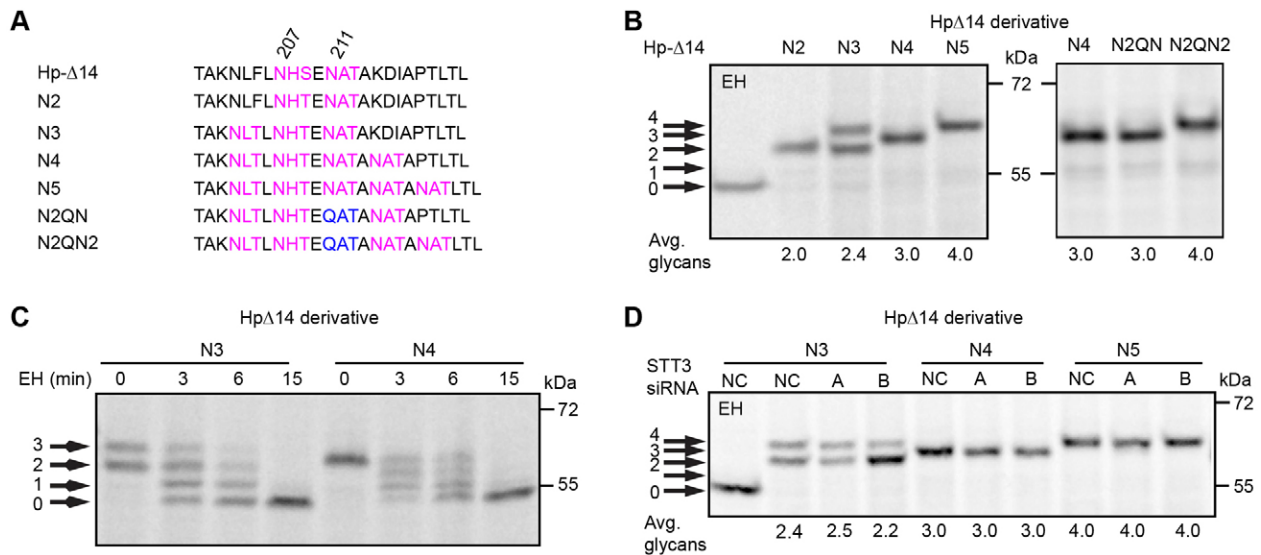 A
207 211
Hp-Δ14 TAKNLFLNHSENATAKDIAPTLTL
N2 TAKNLFLNHTENATAKDIAPTLTL
N3 TAKNLTLNHTENATAKDIAPTLTL
N4 TAKNLTLNHTENATANATAPTLTL
N5 TAKNLTLNHTENATANATANATLTL
N2QN TAKNLTLNHTEQATANATAPTLTL
N2QN2 TAKNLTLNHTEQATANATANATLTL
B
HpΔ14 derivative
Hp-Δ14 N2 N3 N4 N5 kDa N4 N2QN N2QN2
EH
72
4
3
2
1
0
55
Avg. glycans 2.0 2.4 3.0 4.0 3.0 3.0 4.0
C
HpΔ14 derivative
N3 N4
EH (min) 0 3 6 15 0 3 6 15 kDa
72
3
2
1
0
55
D
HpΔ14 derivative
N3 N4 N5
STT3 siRNA NC NC A B NC A B NC A B kDa
EH
72
4
3
2
1
0
55
Avg. glycans 2.4 2.5 2.2 3.0 3.0 3.0 4.0 4.0 4.0